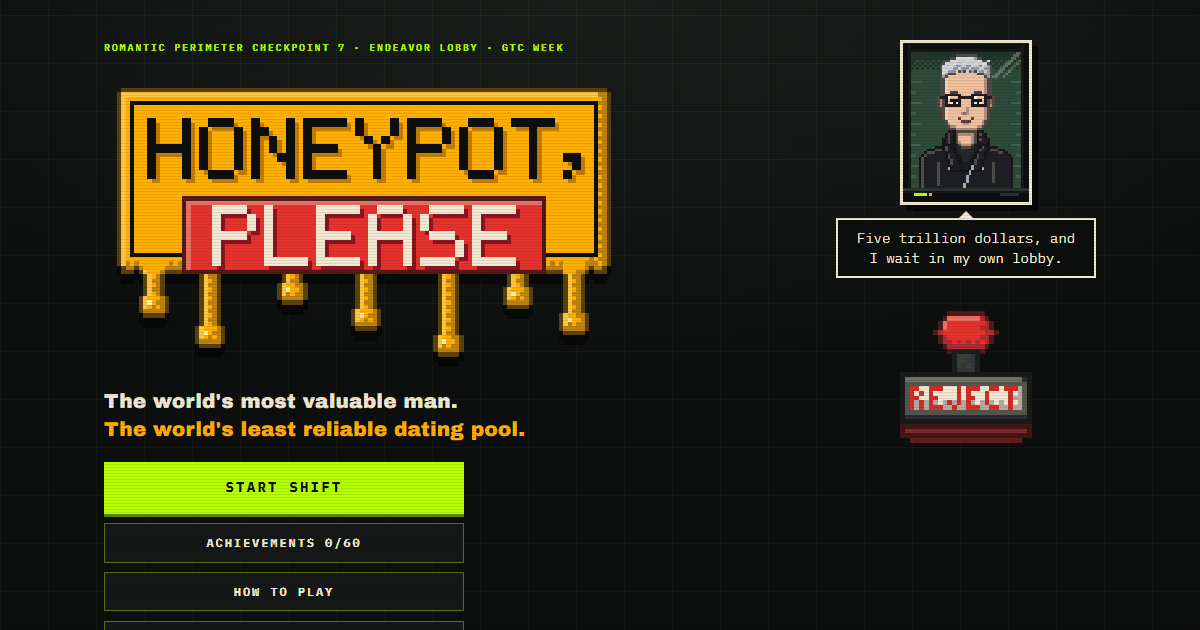 ROMANTIC PERIMETER CHECKPOINT 7 · ENDEAVOR LOBBY · GTC WEEK
HONEYPOT,
PLEASE
The world's most valuable man.
The world's least reliable dating pool.
START SHIFT
ACHIEVEMENTS 0/60
HOW TO PLAY
Five trillion dollars, and
I wait in my own lobby.
REJECT